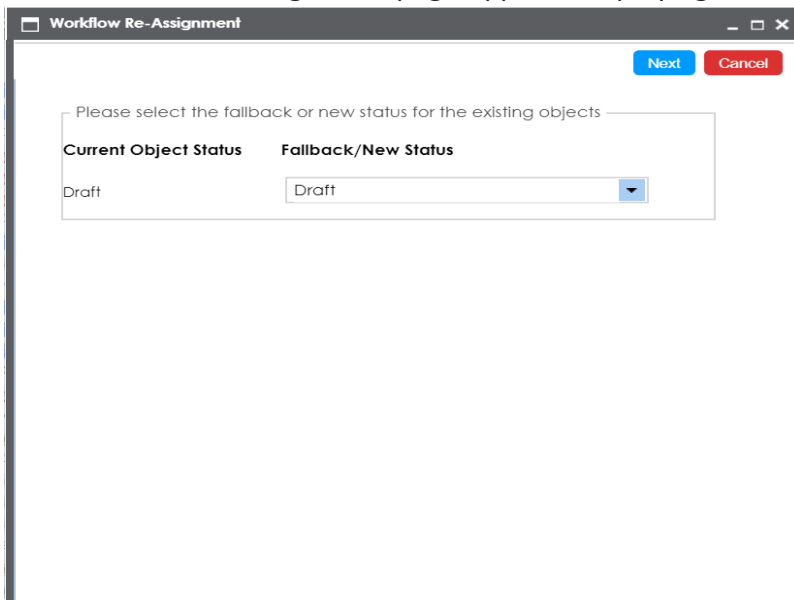 Workflow Re-Assignment
Next Cancel
Please select the fallback or new status for the existing objects
Current Object Status Fallback/New Status
Draft Draft